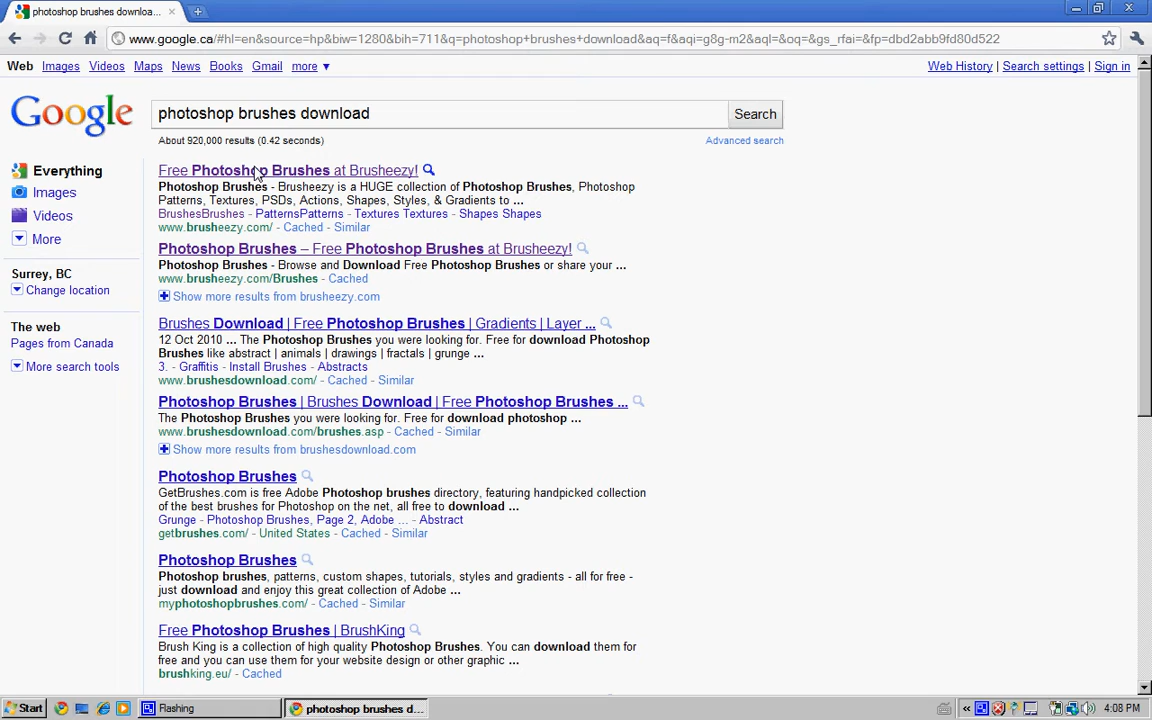 photoshop brushes downloa...
www.google.ca/#hl=en&source=hp&biw=1280&bih=711&q=photoshop+brushes+download&aq=f&aqi=g8g-m2&aql=&oq=&gs_rfai=&fp=dbd2abb9fd80d522
Web Images Videos Maps News Books Gmail more ▼
Web History | Search settings | Sign in
Google
photoshop brushes download
Search
About 920,000 results (0.42 seconds)
Advanced search
Everything
Images
Videos
More
Surrey, BC
Change location
The web
Pages from Canada
More search tools
Free Photoshop Brushes at Brusheezy!
Photoshop Brushes - Brusheezy is a HUGE collection of Photoshop Brushes, Photoshop
Patterns, Textures, PSDs, Actions, Shapes, Styles, & Gradients to ...
BrushesBrushes - PatternsPatterns - Textures Textures - Shapes Shapes
www.brusheezy.com/ - Cached - Similar
Photoshop Brushes – Free Photoshop Brushes at Brusheezy!
Photoshop Brushes - Browse and Download Free Photoshop Brushes or share your ...
www.brusheezy.com/Brushes - Cached
Show more results from brusheezy.com
Brushes Download | Free Photoshop Brushes | Gradients | Layer ...
12 Oct 2010 ... The Photoshop Brushes you were looking for. Free for download Photoshop
Brushes like abstract | animals | drawings | fractals | grunge ...
3. - Graffitis - Install Brushes - Abstracts
www.brushesdownload.com/ - Cached - Similar
Photoshop Brushes | Brushes Download | Free Photoshop Brushes ...
The Photoshop Brushes you were looking for. Free for download photoshop ...
www.brushesdownload.com/brushes.asp - Cached - Similar
Show more results from brushesdownload.com
Photoshop Brushes
GetBrushes.com is free Adobe Photoshop brushes directory, featuring handpicked collection
of the best brushes for Photoshop on the net, all free to download ...
Grunge - Photoshop Brushes, Page 2, Adobe ... - Abstract
getbrushes.com/ - United States - Cached - Similar
Photoshop Brushes
Photoshop brushes, patterns, custom shapes, tutorials, styles and gradients - all for free -
just download and enjoy this great collection of Adobe ...
myphotoshopbrushes.com/ - Cached - Similar
Free Photoshop Brushes | BrushKing
Brush King is a collection of high quality Photoshop Brushes. You can download them for
free and you can use them for your website design or other graphic ...
brushking.eu/ - Cached
Start
Flashing
photoshop brushes d...
4:08 PM